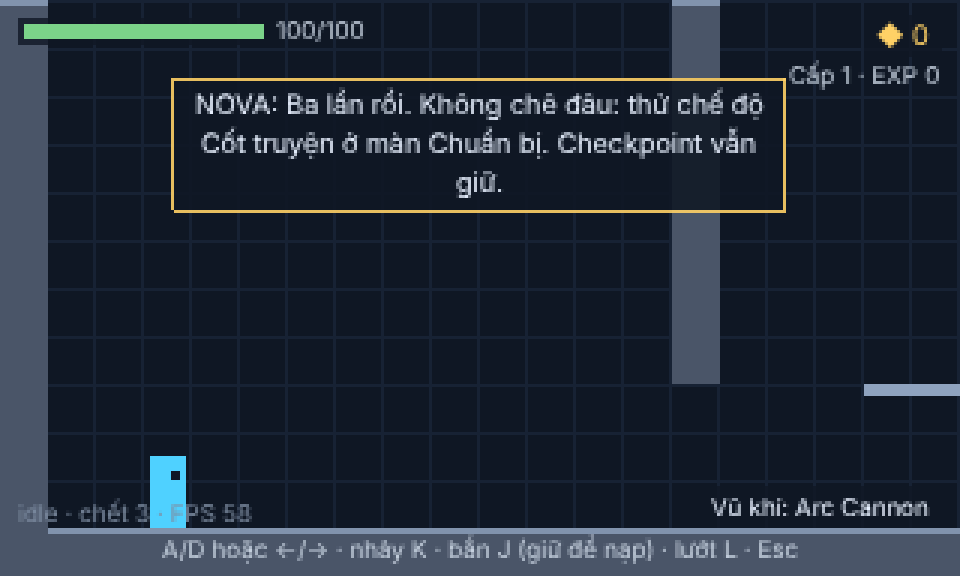 100/100
0
Cấp 1 · EXP 0
NOVA: Ba lần rồi. Không chê đâu: thử chế độ
Cốt truyện ở màn Chuẩn bị. Checkpoint vẫn
giữ.
idle · chết 3 · FPS 58
Vũ khí: Arc Cannon
A/D hoặc ←/→ · nhảy K · bắn J (giữ để nạp) · lướt L · Esc